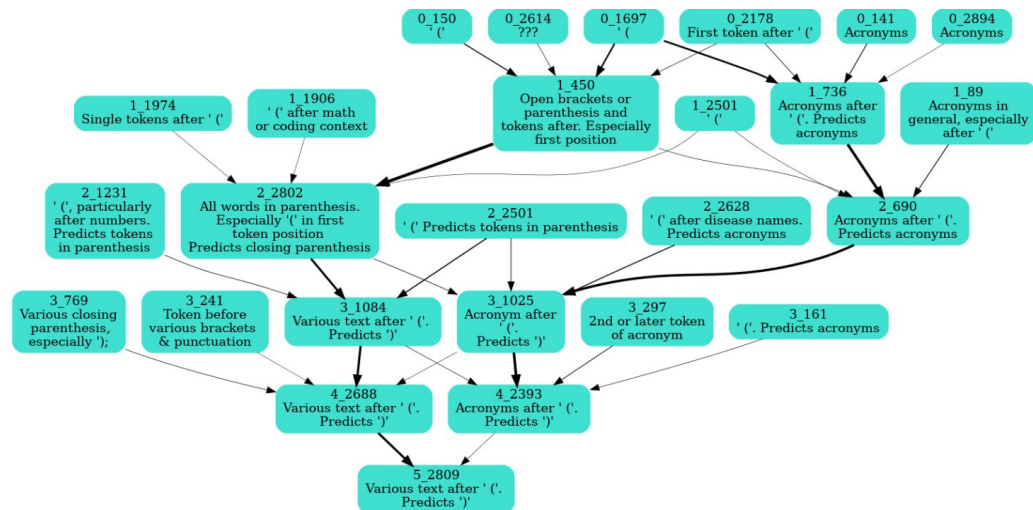 0_150
' ('
0_2614
???
0_1697
' (
0_2178
First token after ' ('
0_141
Acronyms
0_2894
Acronyms
1_1974
Single tokens after ' ('
1_1906
' (' after math
or coding context
1_450
Open brackets or
parenthesis and
tokens after. Especially
first position
1_2501
' ('
1_736
Acronyms after
' ('. Predicts
acronyms
1_89
Acronyms in
general, especially
after ' ('
2_1231
' (', particularly
after numbers.
Predicts tokens
in parenthesis
2_2802
All words in parenthesis.
Especially '(' in first
token position
Predicts closing parenthesis
2_2501
' (' Predicts tokens in parenthesis
2_2628
' (' after disease names.
Predicts acronyms
2_690
Acronyms after ' ('.
Predicts acronyms
3_769
Various closing
parenthesis,
especially ');
3_241
Token before
various brackets
& punctuation
3_1084
Various text after ' ('.
Predicts ')'
3_1025
Acronym after
' ('.
Predicts ')'
3_297
2nd or later token
of acronym
3_161
' ('. Predicts acronyms
4_2688
Various text after ' ('.
Predicts ')'
4_2393
Acronyms after ' ('.
Predicts ')'
5_2809
Various text after ' ('.
Predicts ')'